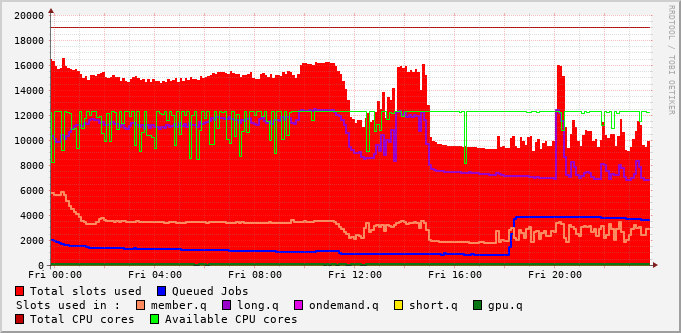 20000
18000
16000
14000
12000
10000
8000
6000
4000
2000
0
Fri 00:00 Fri 04:00 Fri 08:00 Fri 12:00 Fri 16:00 Fri 20:00
Total slots used Queued Jobs
Slots used in : member.q long.q ondemand.q short.q gpu.q
Total CPU cores Available CPU cores
RRDTOOL / TOBI OETIKER